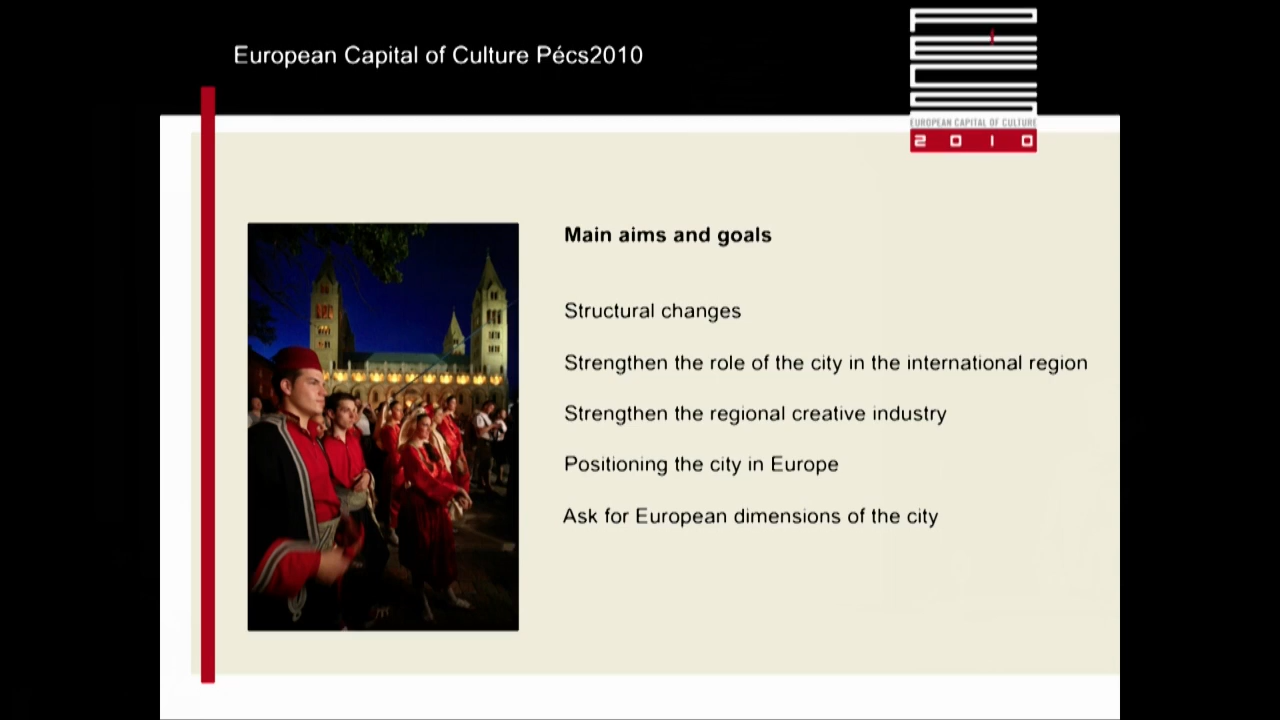 European Capital of Culture Pécs2010
PÉCS
EUROPEAN CAPITAL OF CULTURE
2010
Main aims and goals
Structural changes
Strengthen the role of the city in the international region
Strengthen the regional creative industry
Positioning the city in Europe
Ask for European dimensions of the city